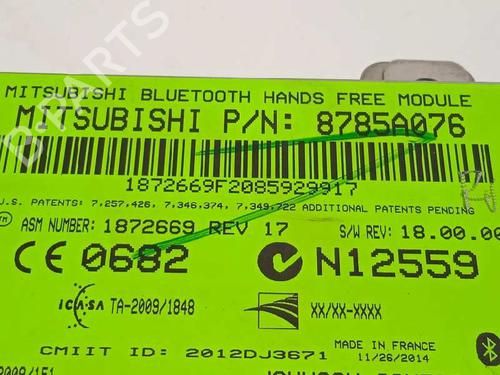 MITSUBISHI BLUETOOTH HANDS FREE MODULE
MITSUBISHI P/N: 8785A076
1872669F2085929917
U.S. PATENTS: 7,257,426, 7,346,374, 7,349,722 ADDITIONAL PATENTS PENDING
TM ASM NUMBER: 1872669 REV 17 S/W REV: 18.00.00
CE 0682 N12559
ICASA TA-2009/1848 XX/XX-XXXX
CMIIT ID: 2012DJ3671 MADE IN FRANCE
11/26/2014
B-PARTS